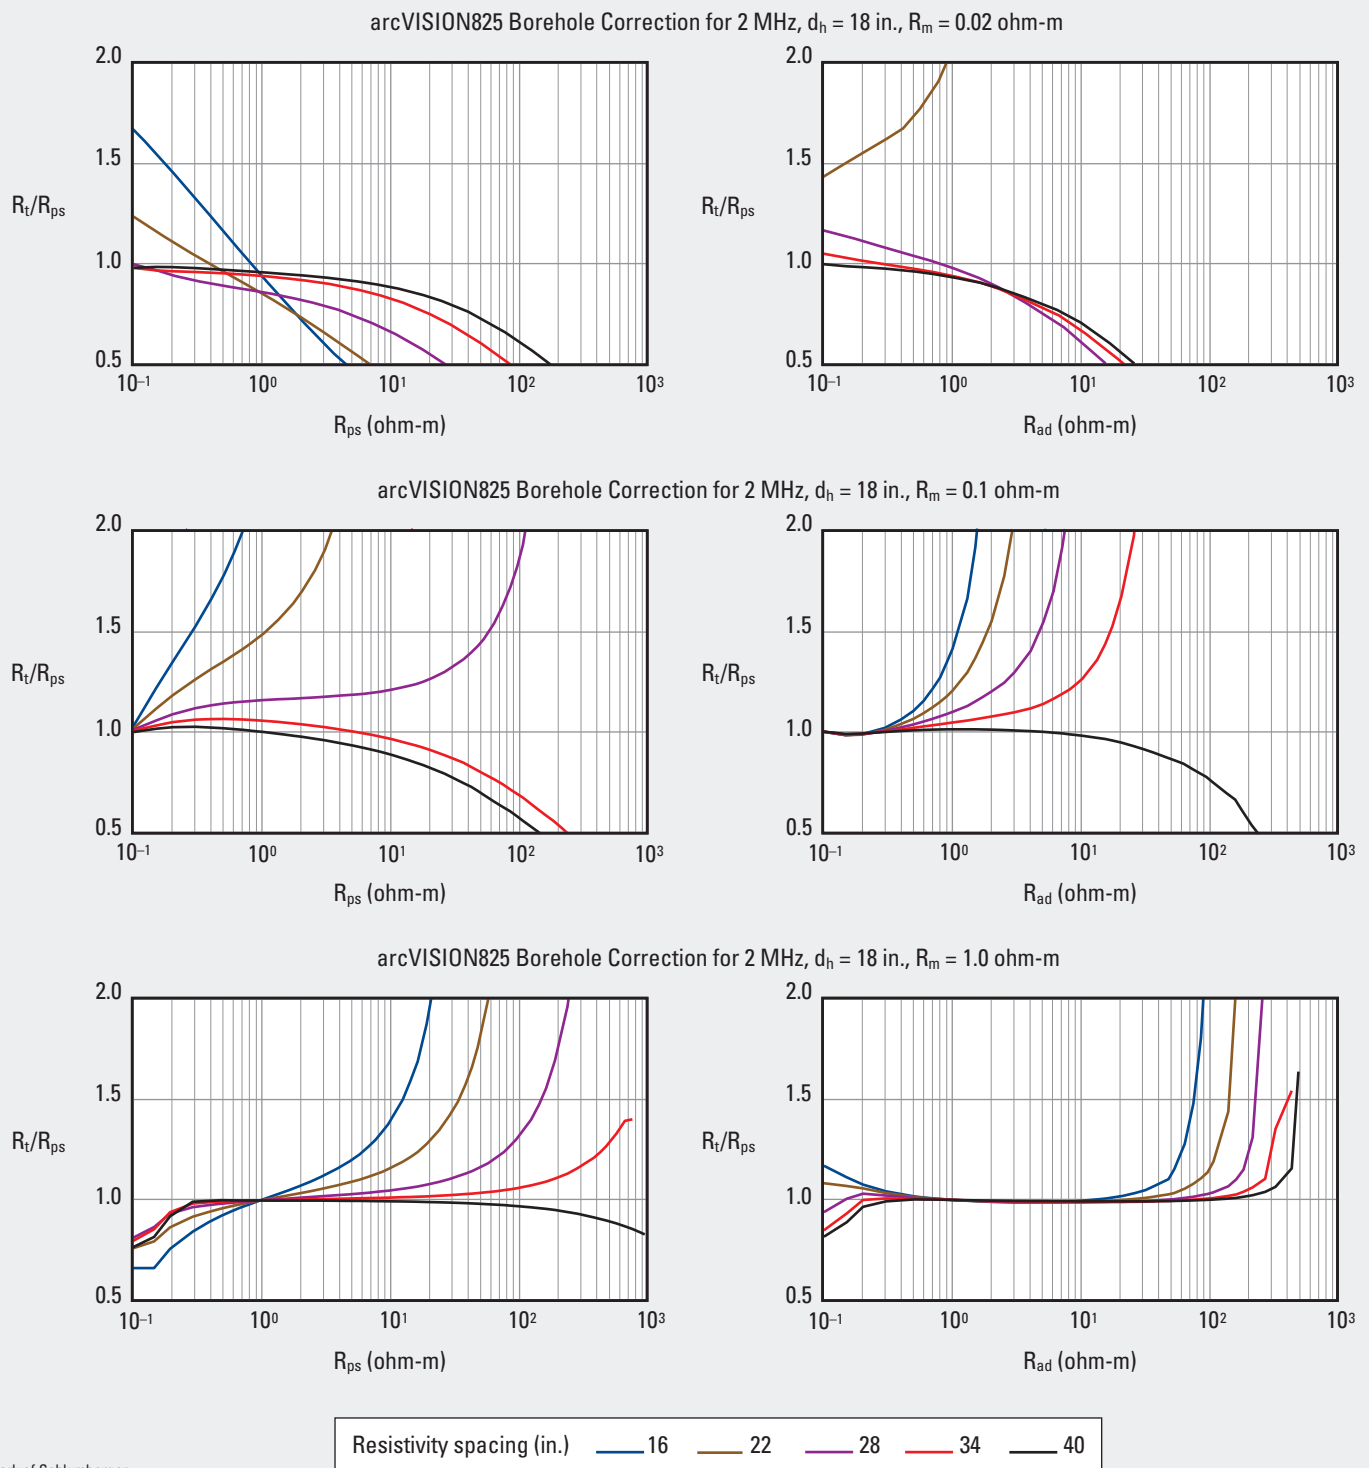 arcVISION825 Borehole Correction for 2 MHz, dh = 18 in., Rm = 0.02 ohm-m
2.0
1.5
Rt/Rps
1.0
0.5
10–1 100 101 102 103
Rps (ohm-m)
2.0
1.5
Rt/Rps
1.0
0.5
10–1 100 101 102 103
Rad (ohm-m)
arcVISION825 Borehole Correction for 2 MHz, dh = 18 in., Rm = 0.1 ohm-m
2.0
1.5
Rt/Rps
1.0
0.5
10–1 100 101 102 103
Rps (ohm-m)
2.0
1.5
Rt/Rps
1.0
0.5
10–1 100 101 102 103
Rad (ohm-m)
arcVISION825 Borehole Correction for 2 MHz, dh = 18 in., Rm = 1.0 ohm-m
2.0
1.5
Rt/Rps
1.0
0.5
10–1 100 101 102 103
Rps (ohm-m)
2.0
1.5
Rt/Rps
1.0
0.5
10–1 100 101 102 103
Rad (ohm-m)
Resistivity spacing (in.) 16 22 28 34 40